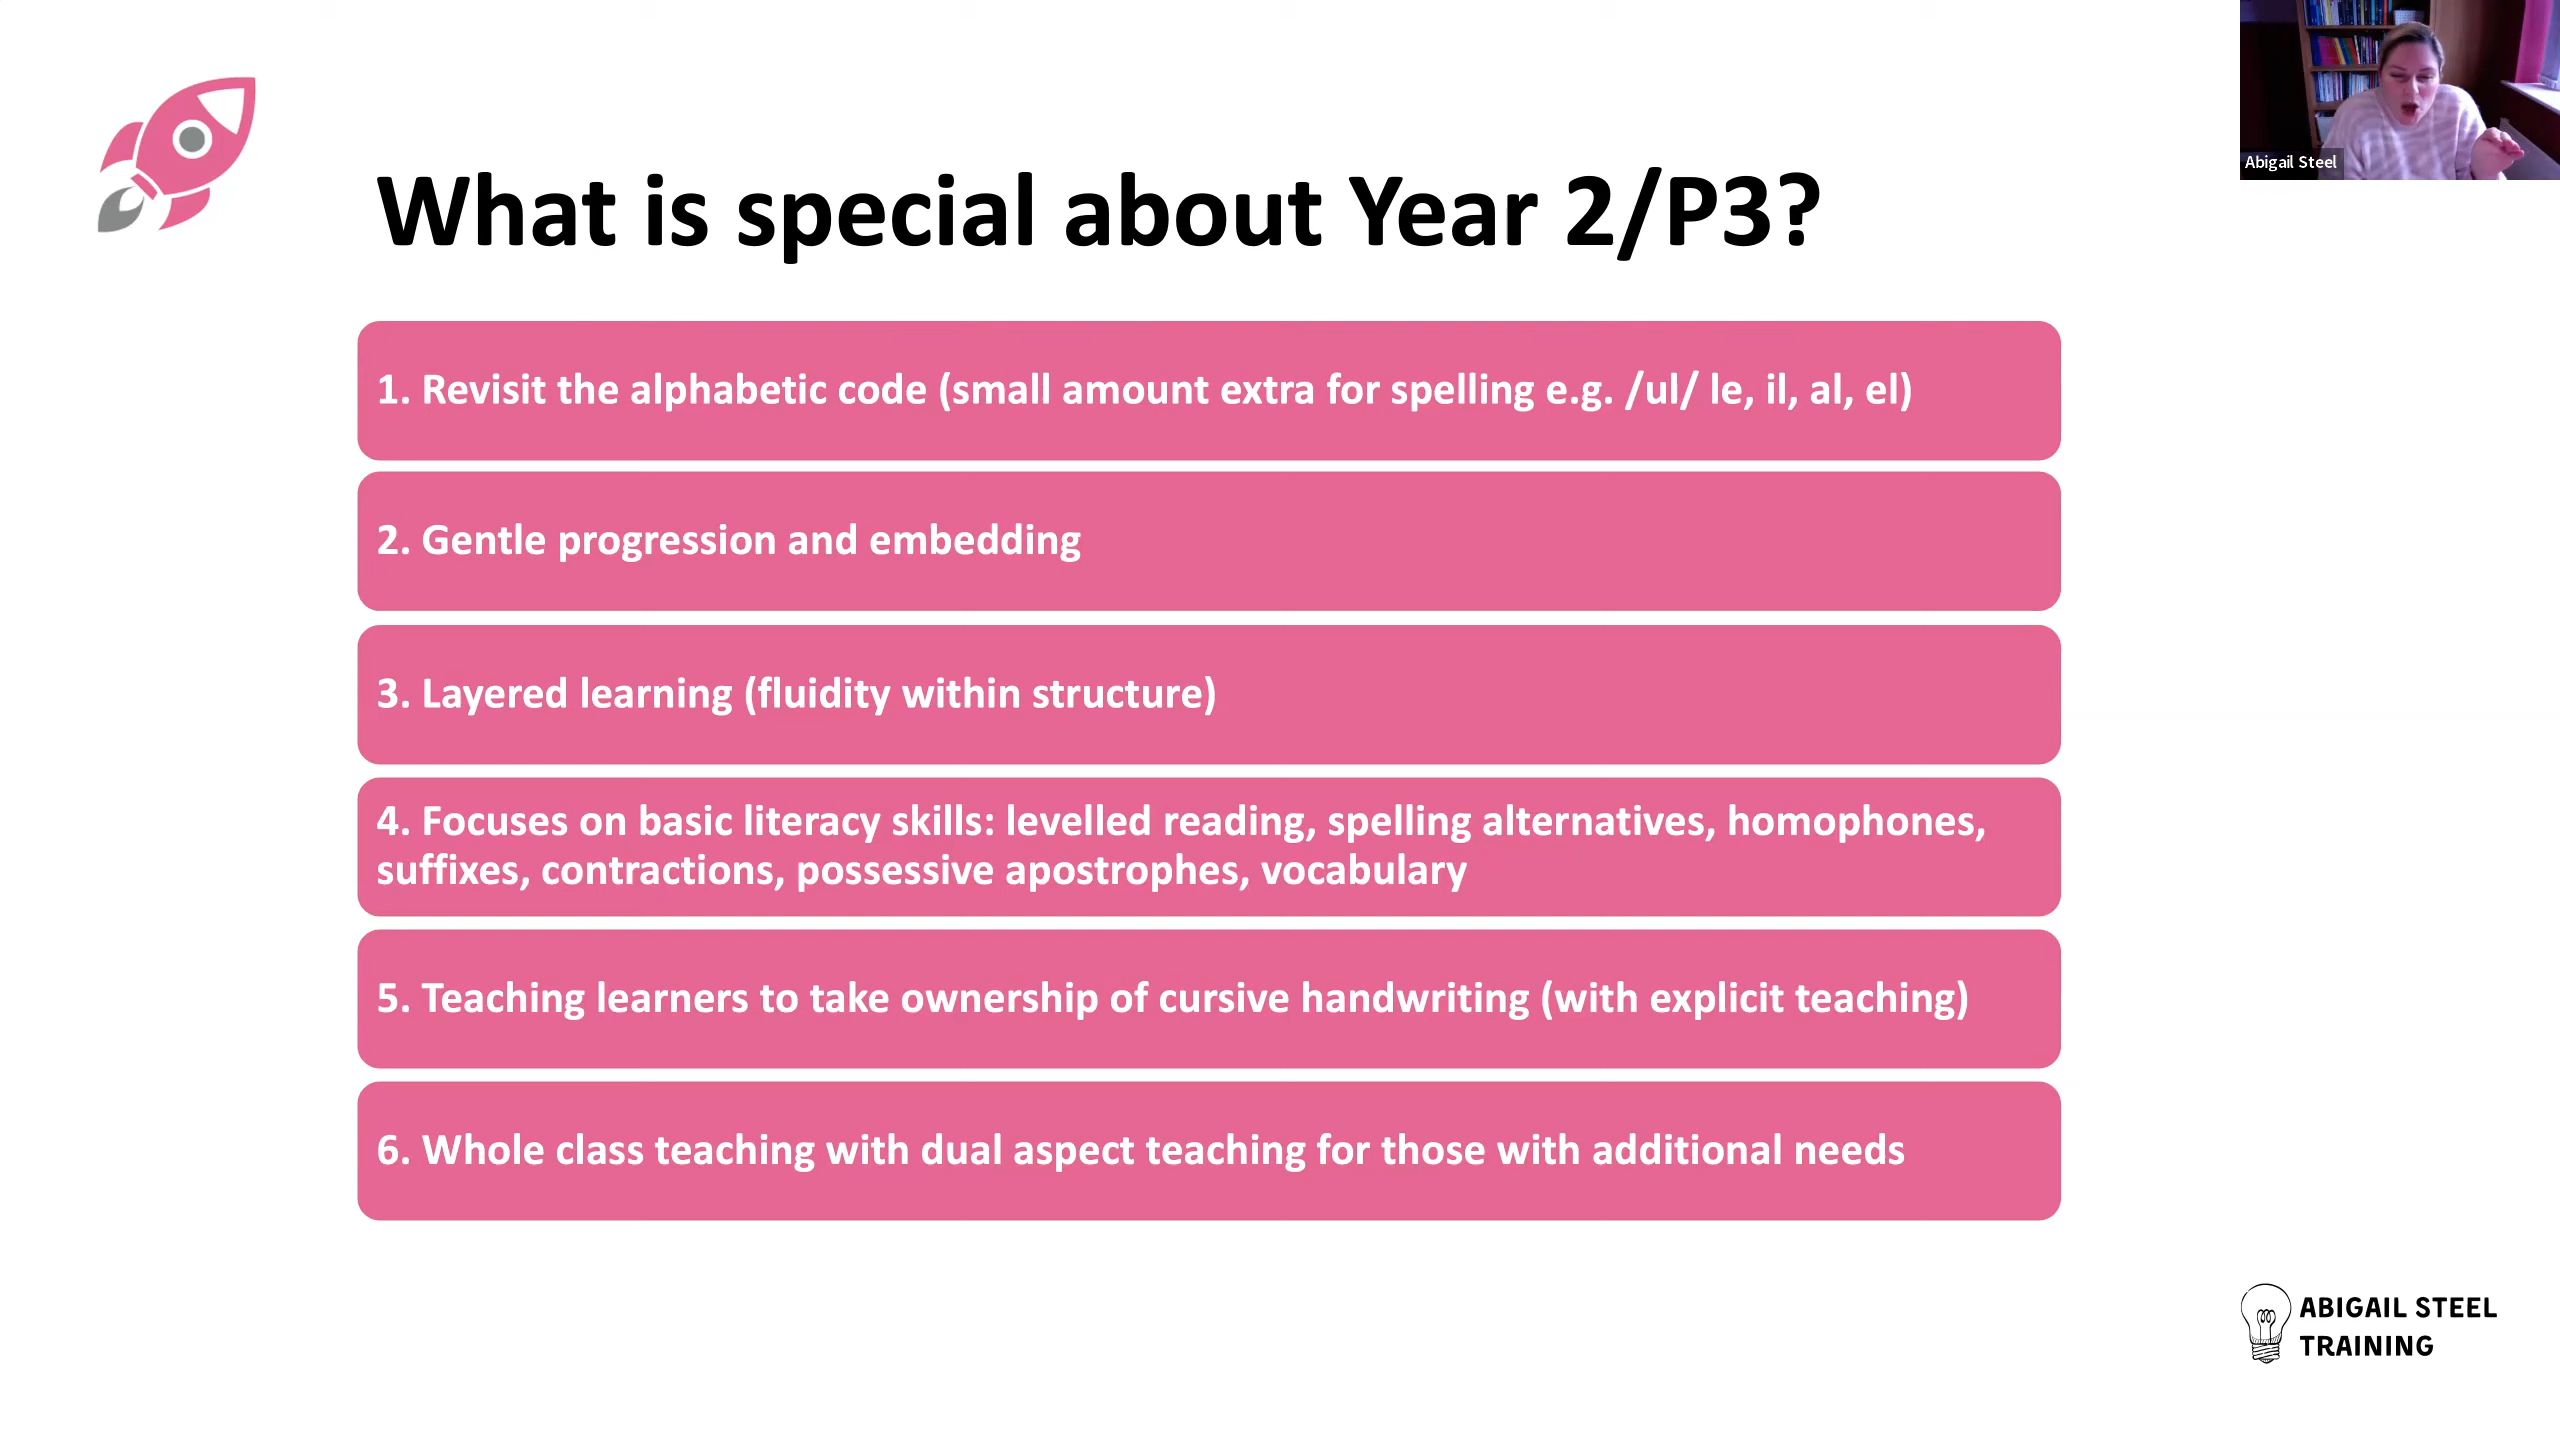 Abigail Steel
What is special about Year 2/P3?
1. Revisit the alphabetic code (small amount extra for spelling e.g. /ul/ le, il, al, el)
2. Gentle progression and embedding
3. Layered learning (fluidity within structure)
4. Focuses on basic literacy skills: levelled reading, spelling alternatives, homophones,
suffixes, contractions, possessive apostrophes, vocabulary
5. Teaching learners to take ownership of cursive handwriting (with explicit teaching)
6. Whole class teaching with dual aspect teaching for those with additional needs
ABIGAIL STEEL
TRAINING